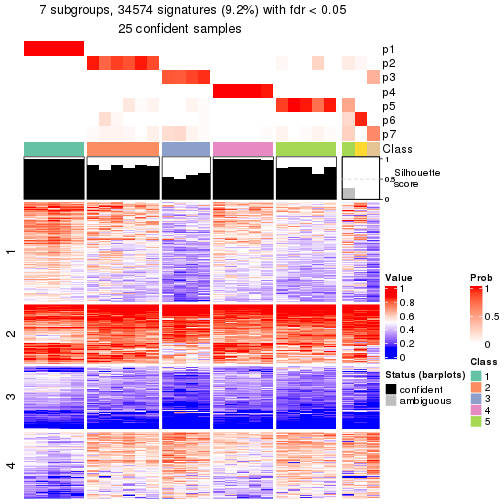 7 subgroups, 34574 signatures (9.2%) with fdr < 0.05
25 confident samples
p1
p2
p3
p4
p5
p6
p7
Class
1
0.5
0
Silhouette
score
1
2
3
4
Value
1
0.8
0.6
0.4
0.2
0
Status (barplots)
confident
ambiguous
Prob
1
0.5
0
Class
1
2
3
4
5